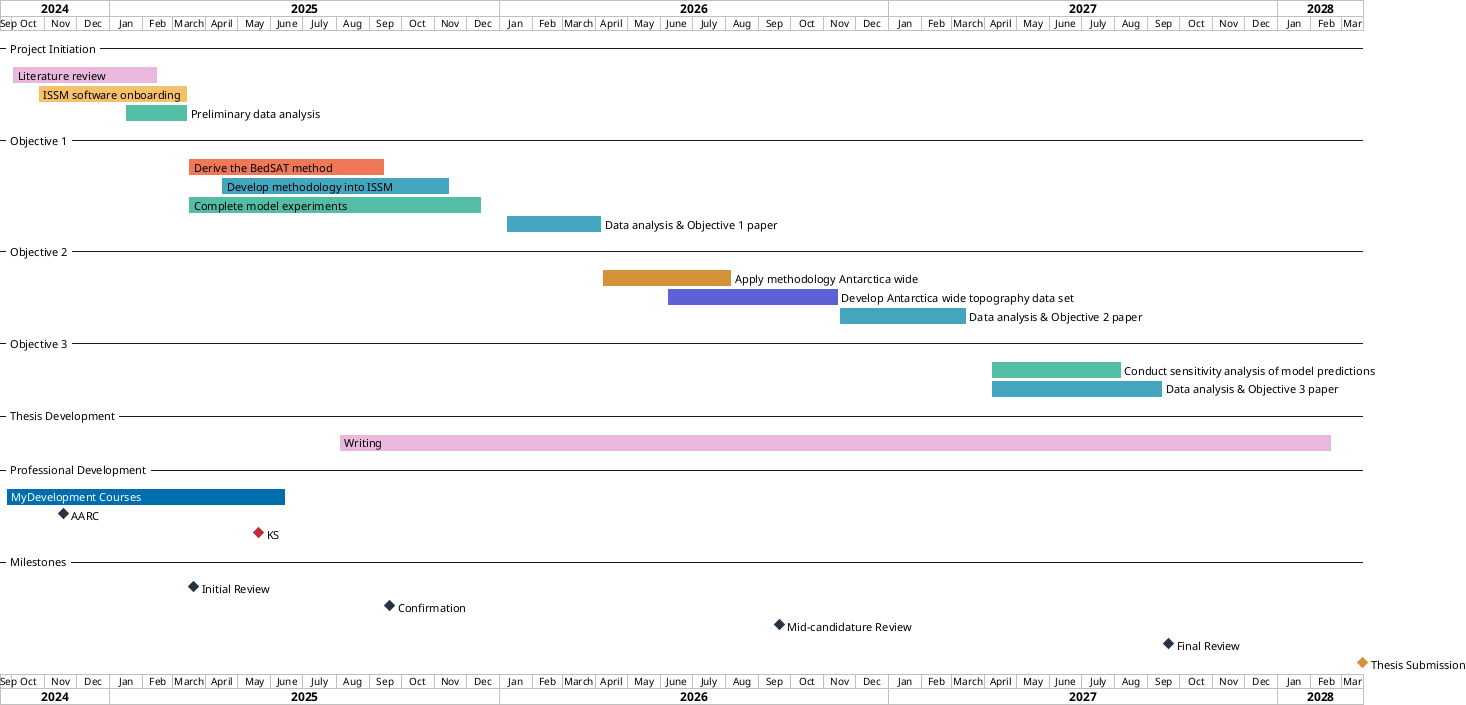 2024 2025 2026 2027 2028
Sep Oct Nov Dec Jan Feb March April May June July Aug Sep Oct Nov Dec Jan Feb March April May June July Aug Sep Oct Nov Dec Jan Feb March April May June July Aug Sep Oct Nov Dec Jan Feb Mar
Project Initiation
Literature review
ISSM software onboarding
Preliminary data analysis
Objective 1
Derive the BedSAT method
Develop methodology into ISSM
Complete model experiments
Data analysis & Objective 1 paper
Objective 2
Apply methodology Antarctica wide
Develop Antarctica wide topography data set
Data analysis & Objective 2 paper
Objective 3
Conduct sensitivity analysis of model predictions
Data analysis & Objective 3 paper
Thesis Development
Writing
Professional Development
MyDevelopment Courses
AARC
KS
Milestones
Initial Review
Confirmation
Mid-candidature Review
Final Review
Thesis Submission
Sep Oct Nov Dec Jan Feb March April May June July Aug Sep Oct Nov Dec Jan Feb March April May June July Aug Sep Oct Nov Dec Jan Feb March April May June July Aug Sep Oct Nov Dec Jan Feb Mar
2024 2025 2026 2027 2028